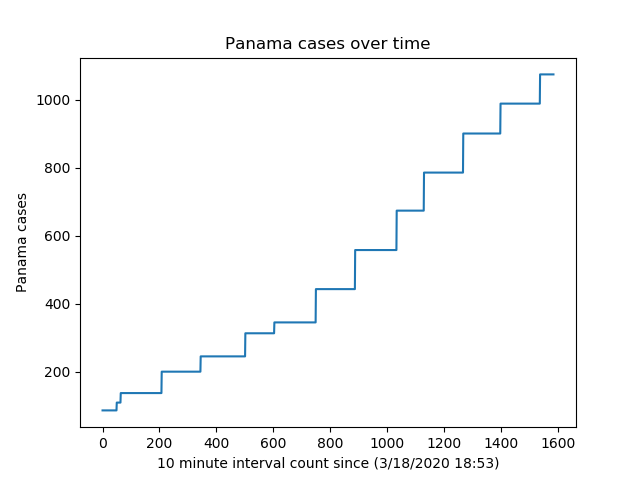 Panama cases over time
1000
800
600
400
200
Panama cases
0 200 400 600 800 1000 1200 1400 1600
10 minute interval count since (3/18/2020 18:53)